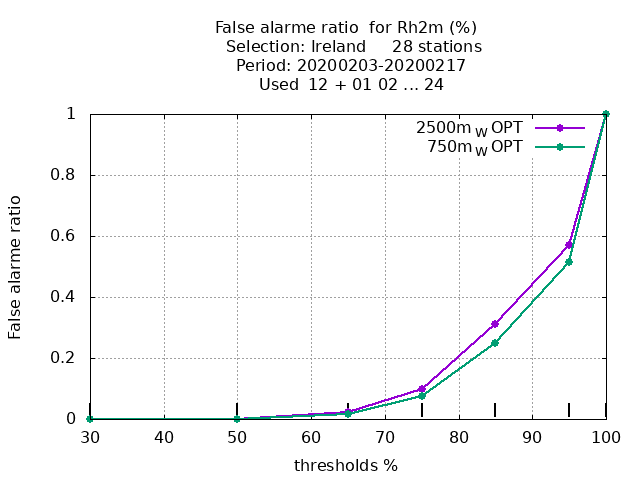 False alarme ratio  for Rh2m (%)
Selection: Ireland     28 stations
Period: 20200203-20200217
Used  12 + 01 02 ... 24
2500m W OPT
750m W OPT
1
0.8
0.6
0.4
0.2
0
False alarme ratio
30 40 50 60 70 80 90 100
thresholds %